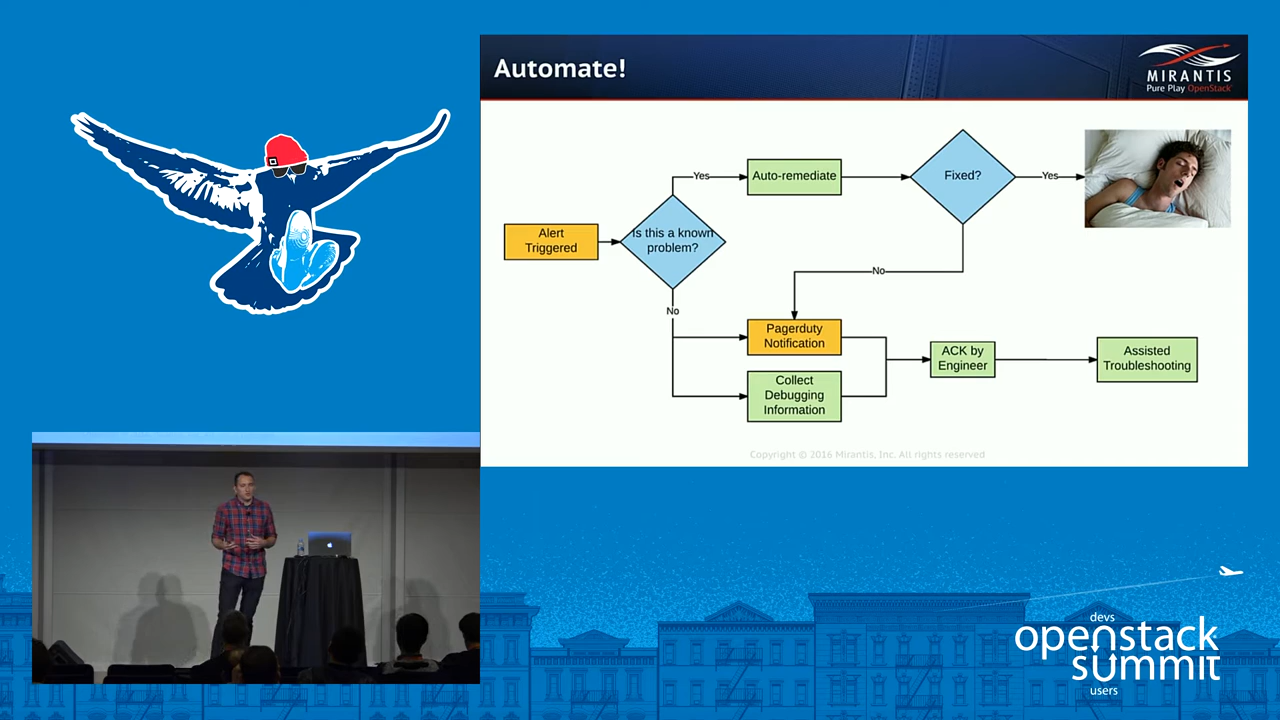 Automate!
MIRANTIS
Pure Play OpenStack
Yes
Auto-remediate
Fixed?
Yes
Alert
Triggered
Is this a known
problem?
No
No
Pagerduty
Notification
Collect
Debugging
Information
ACK by
Engineer
Assisted
Troubleshooting
Copyright © 2016 Mirantis, Inc. All rights reserved
devs
openstack
summit
users